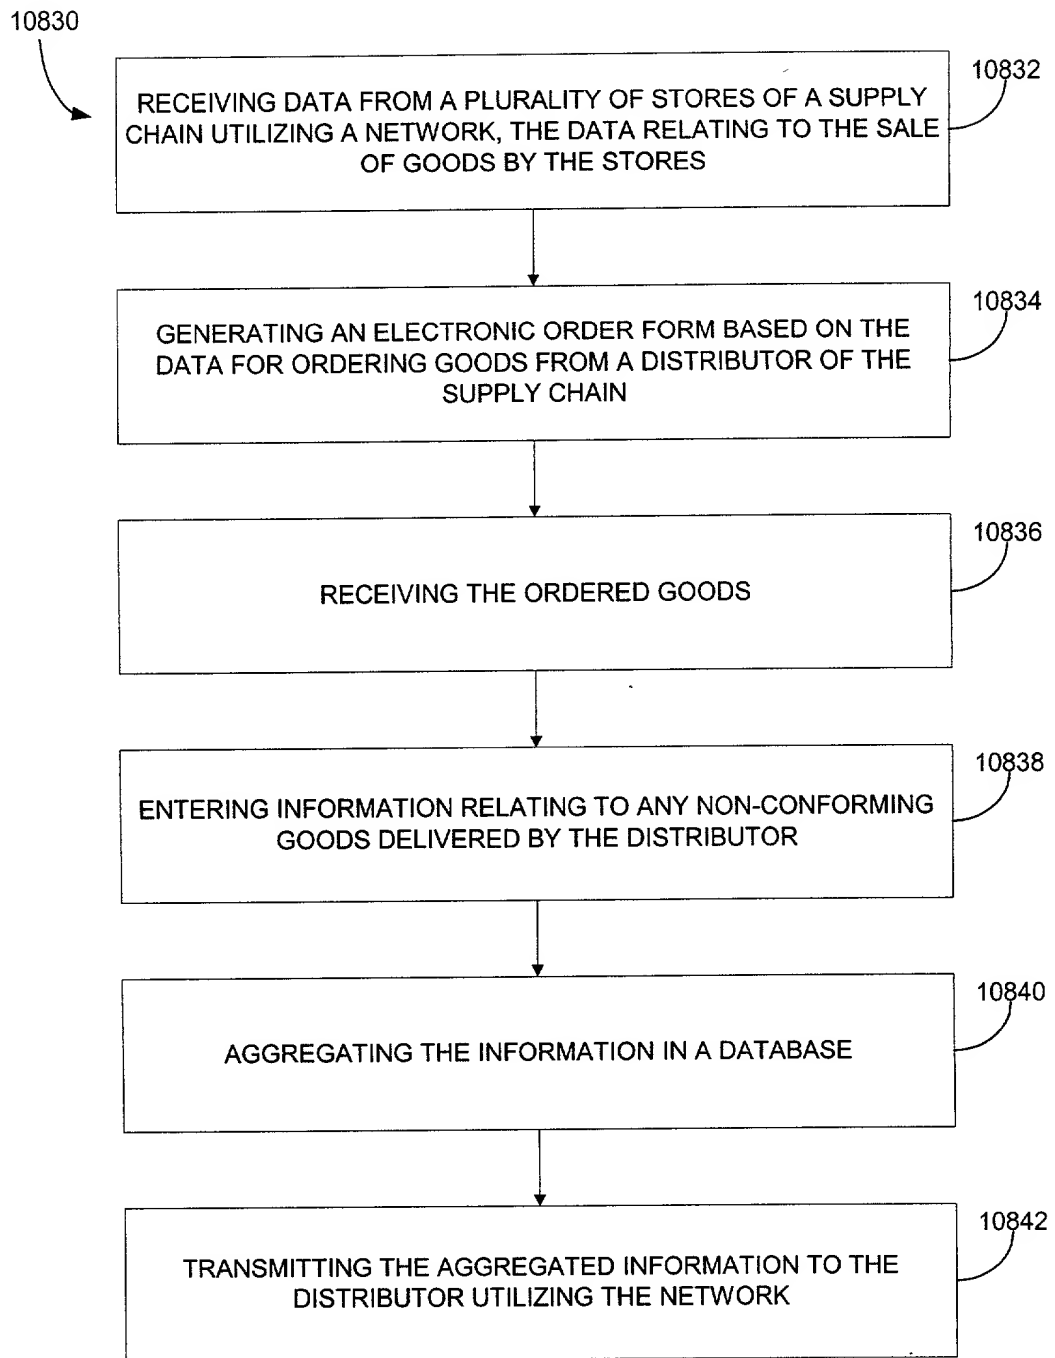 10830
10832
RECEIVING DATA FROM A PLURALITY OF STORES OF A SUPPLY
CHAIN UTILIZING A NETWORK, THE DATA RELATING TO THE SALE
OF GOODS BY THE STORES
10834
GENERATING AN ELECTRONIC ORDER FORM BASED ON THE
DATA FOR ORDERING GOODS FROM A DISTRIBUTOR OF THE
SUPPLY CHAIN
10836
RECEIVING THE ORDERED GOODS
10838
ENTERING INFORMATION RELATING TO ANY NON-CONFORMING
GOODS DELIVERED BY THE DISTRIBUTOR
10840
AGGREGATING THE INFORMATION IN A DATABASE
10842
TRANSMITTING THE AGGREGATED INFORMATION TO THE
DISTRIBUTOR UTILIZING THE NETWORK